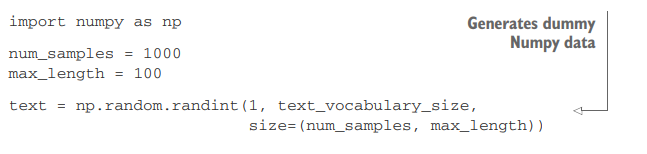 import numpy as np
Generates dummy
Numpy data
num_samples = 1000
max_length = 100
text = np.random.randint(1, text_vocabulary_size,
size=(num_samples, max_length))